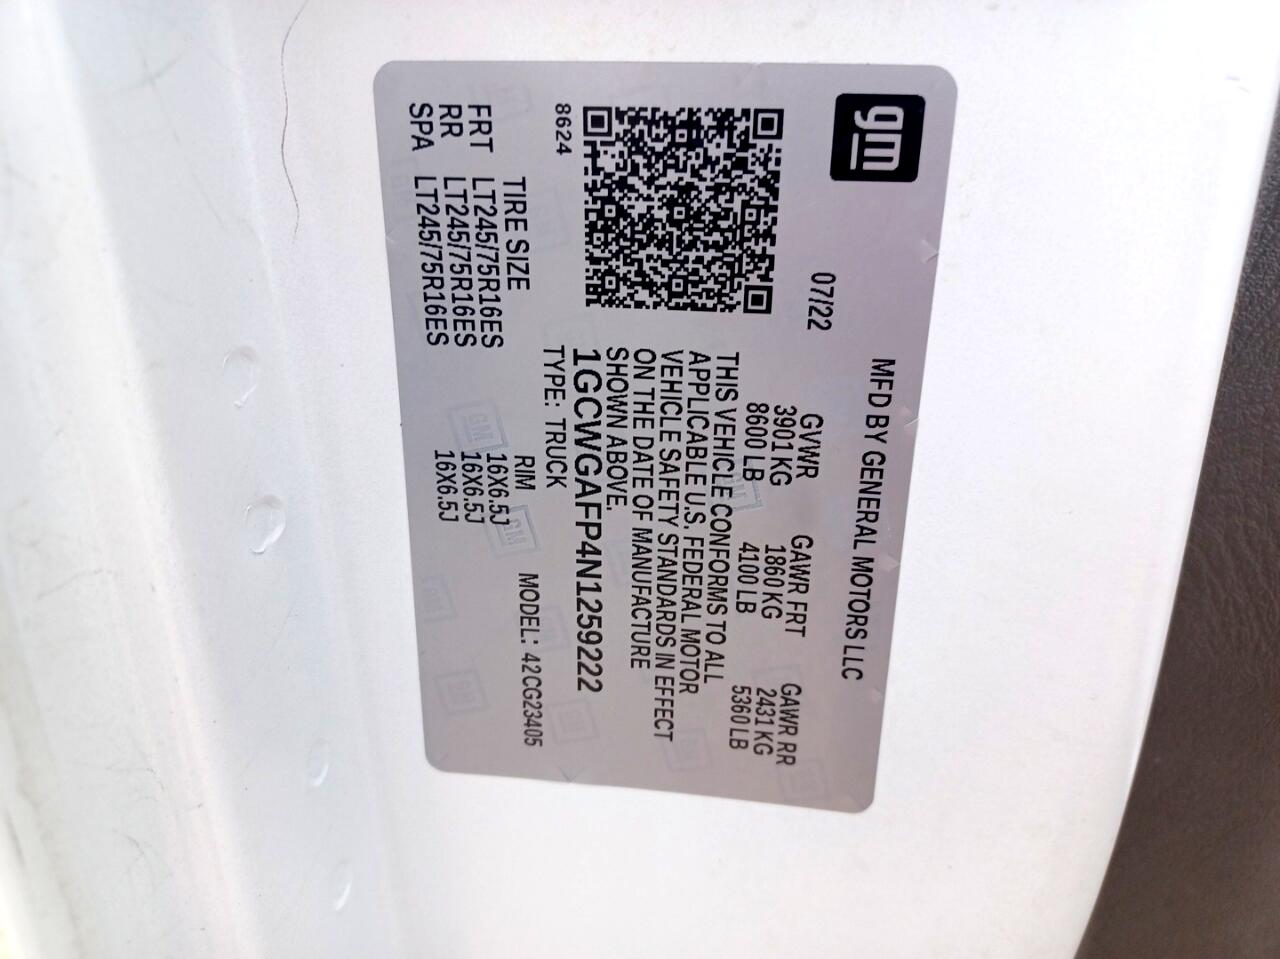 gm
MFD BY GENERAL MOTORS LLC
07/22
GVWR GAWR FRT GAWR RR
3901 KG 1860 KG 2431 KG
8600 LB 4100 LB 5360 LB
THIS VEHICLE CONFORMS TO ALL
APPLICABLE U.S. FEDERAL MOTOR
VEHICLE SAFETY STANDARDS IN EFFECT
ON THE DATE OF MANUFACTURE
SHOWN ABOVE.
1GCWGAFP4N1259222
8624
TYPE: TRUCK
MODEL: 42CG23405
TIRE SIZE RIM
FRT LT245/75R16ES 16X6.5J
RR LT245/75R16ES 16X6.5J
SPA LT245/75R16ES 16X6.5J